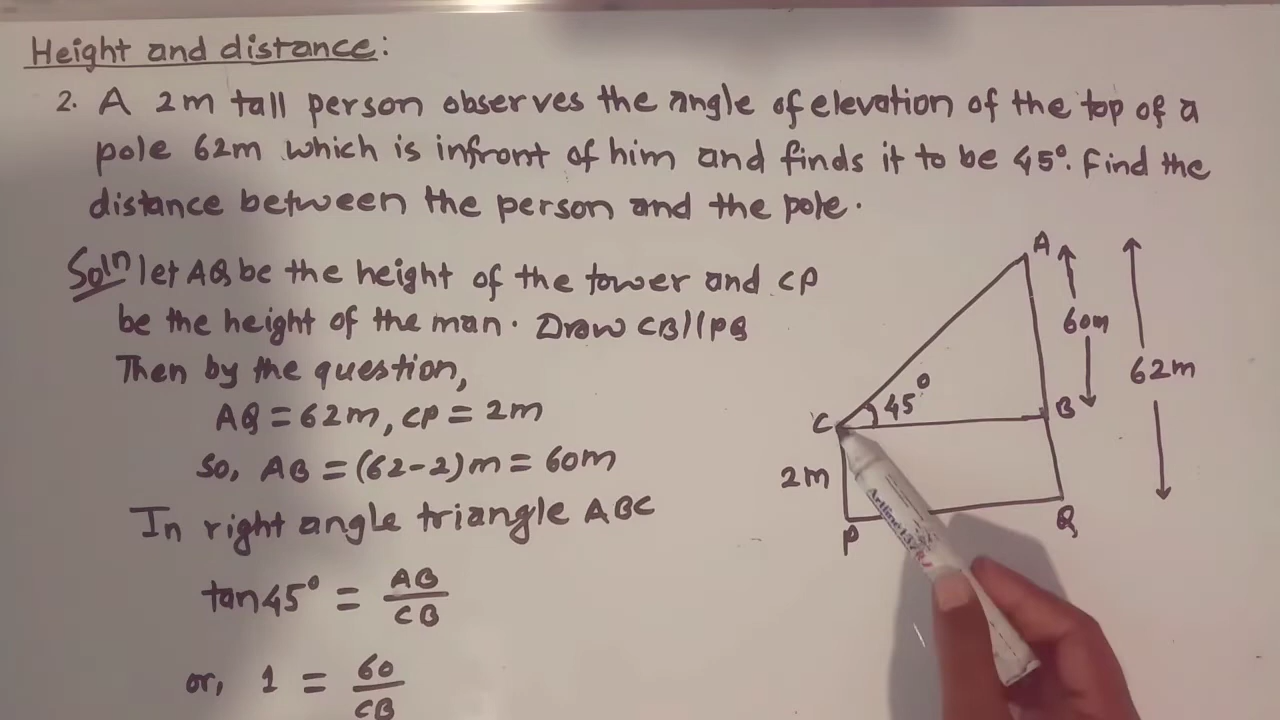 Height and distance:
2. A 2m tall person observes the angle of elevation of the top of a
pole 62m which is infront of him and finds it to be 45°. Find the
distance between the person and the pole.
Soln let AQ be the height of the tower and CP
be the height of the man. Draw CB//PQ
Then by the question,
AQ = 62m, CP = 2m
So, AB = (62-2)m = 60m
In right angle triangle ABC
tan45° = AB/CB
or, 1 = 60/CB
A
60m
62m
45°
C
B
2m
P
Q
Artline